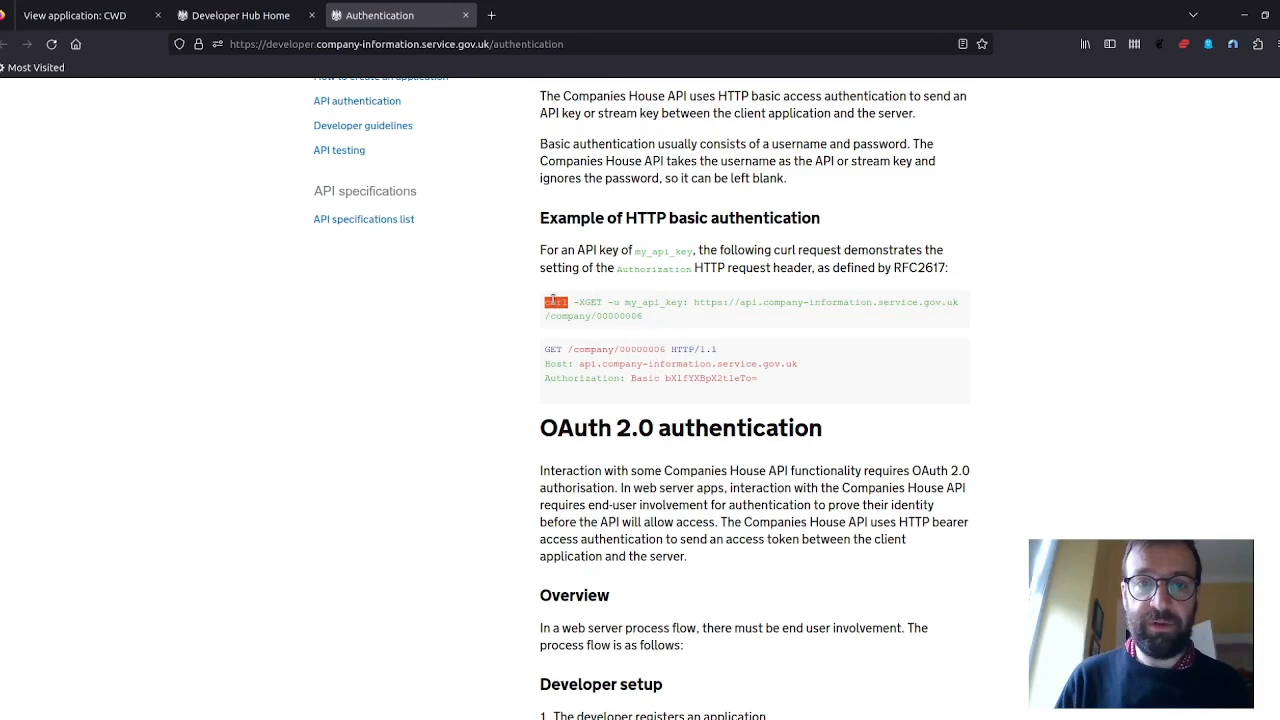 View application: CWD
Developer Hub Home
Authentication
https://developer.company-information.service.gov.uk/authentication
Most Visited
How to create an application
API authentication
Developer guidelines
API testing
API specifications
API specifications list
The Companies House API uses HTTP basic access authentication to send an
API key or stream key between the client application and the server.
Basic authentication usually consists of a username and password. The
Companies House API takes the username as the API or stream key and
ignores the password, so it can be left blank.
Example of HTTP basic authentication
For an API key of my_api_key, the following curl request demonstrates the
setting of the Authorization HTTP request header, as defined by RFC2617:
curl -XGET -u my_api_key: https://api.company-information.service.gov.uk
/company/00000006
GET /company/00000006 HTTP/1.1
Host: api.company-information.service.gov.uk
Authorization: Basic bXlfYXBpX2tleTo=
OAuth 2.0 authentication
Interaction with some Companies House API functionality requires OAuth 2.0
authorisation. In web server apps, interaction with the Companies House API
requires end-user involvement for authentication to prove their identity
before the API will allow access. The Companies House API uses HTTP bearer
access authentication to send an access token between the client
application and the server.
Overview
In a web server process flow, there must be end user involvement. The
process flow is as follows:
Developer setup
1. The developer registers an application